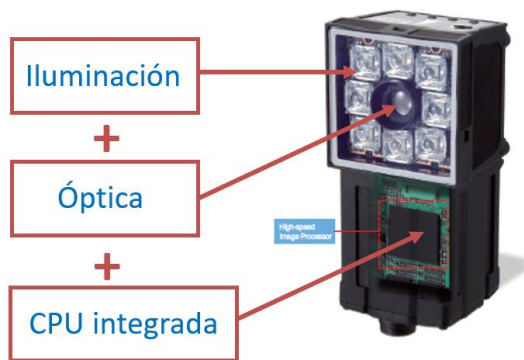 Iluminación
+
Óptica
+
CPU integrada
High-speed
Image Processor